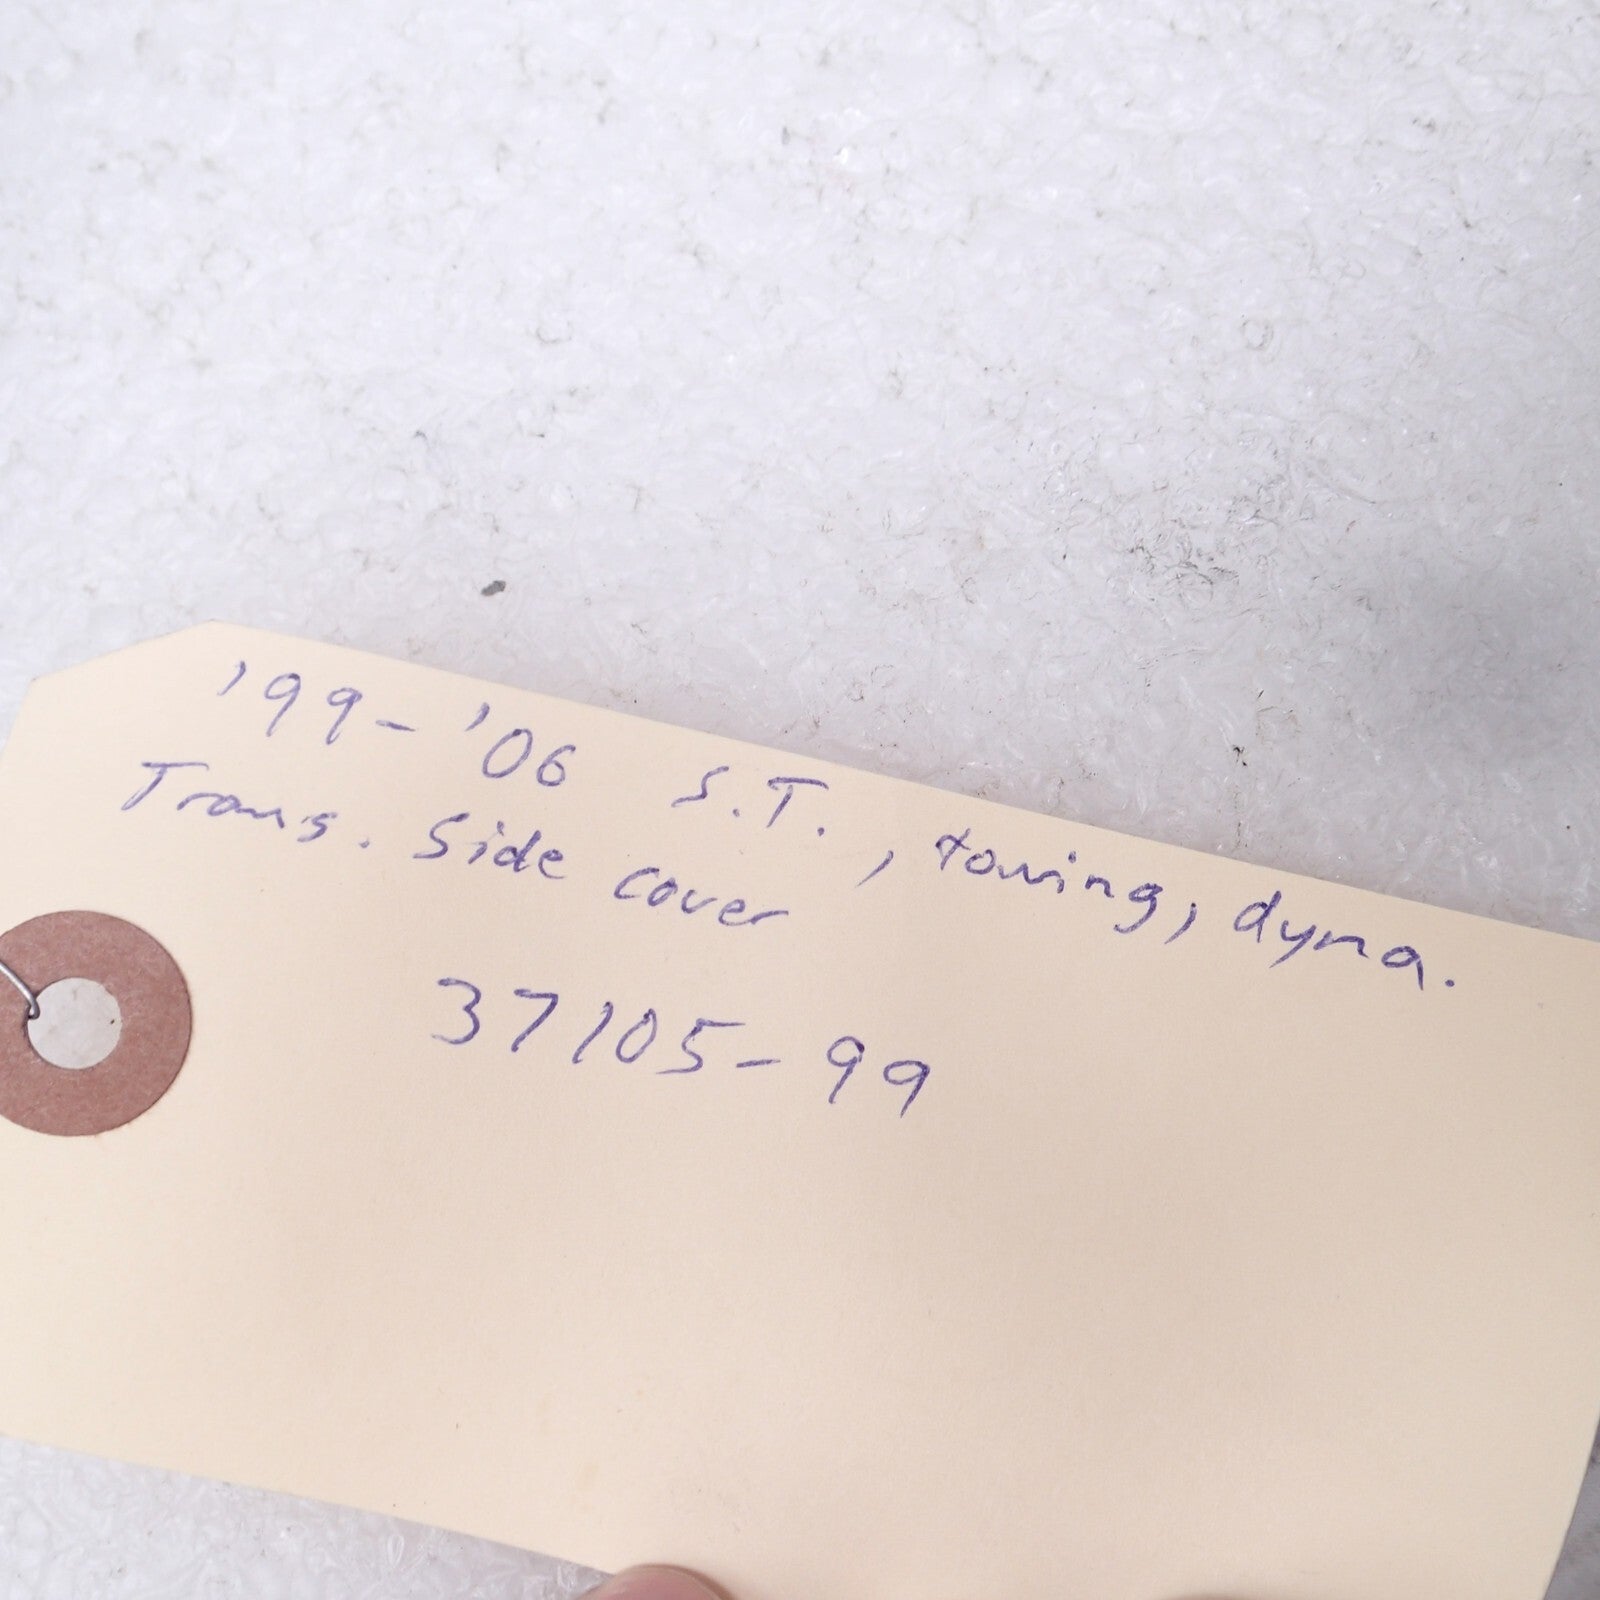 '99-'06 S.T., towing, dyna.
Trans. Side cover
37105-99